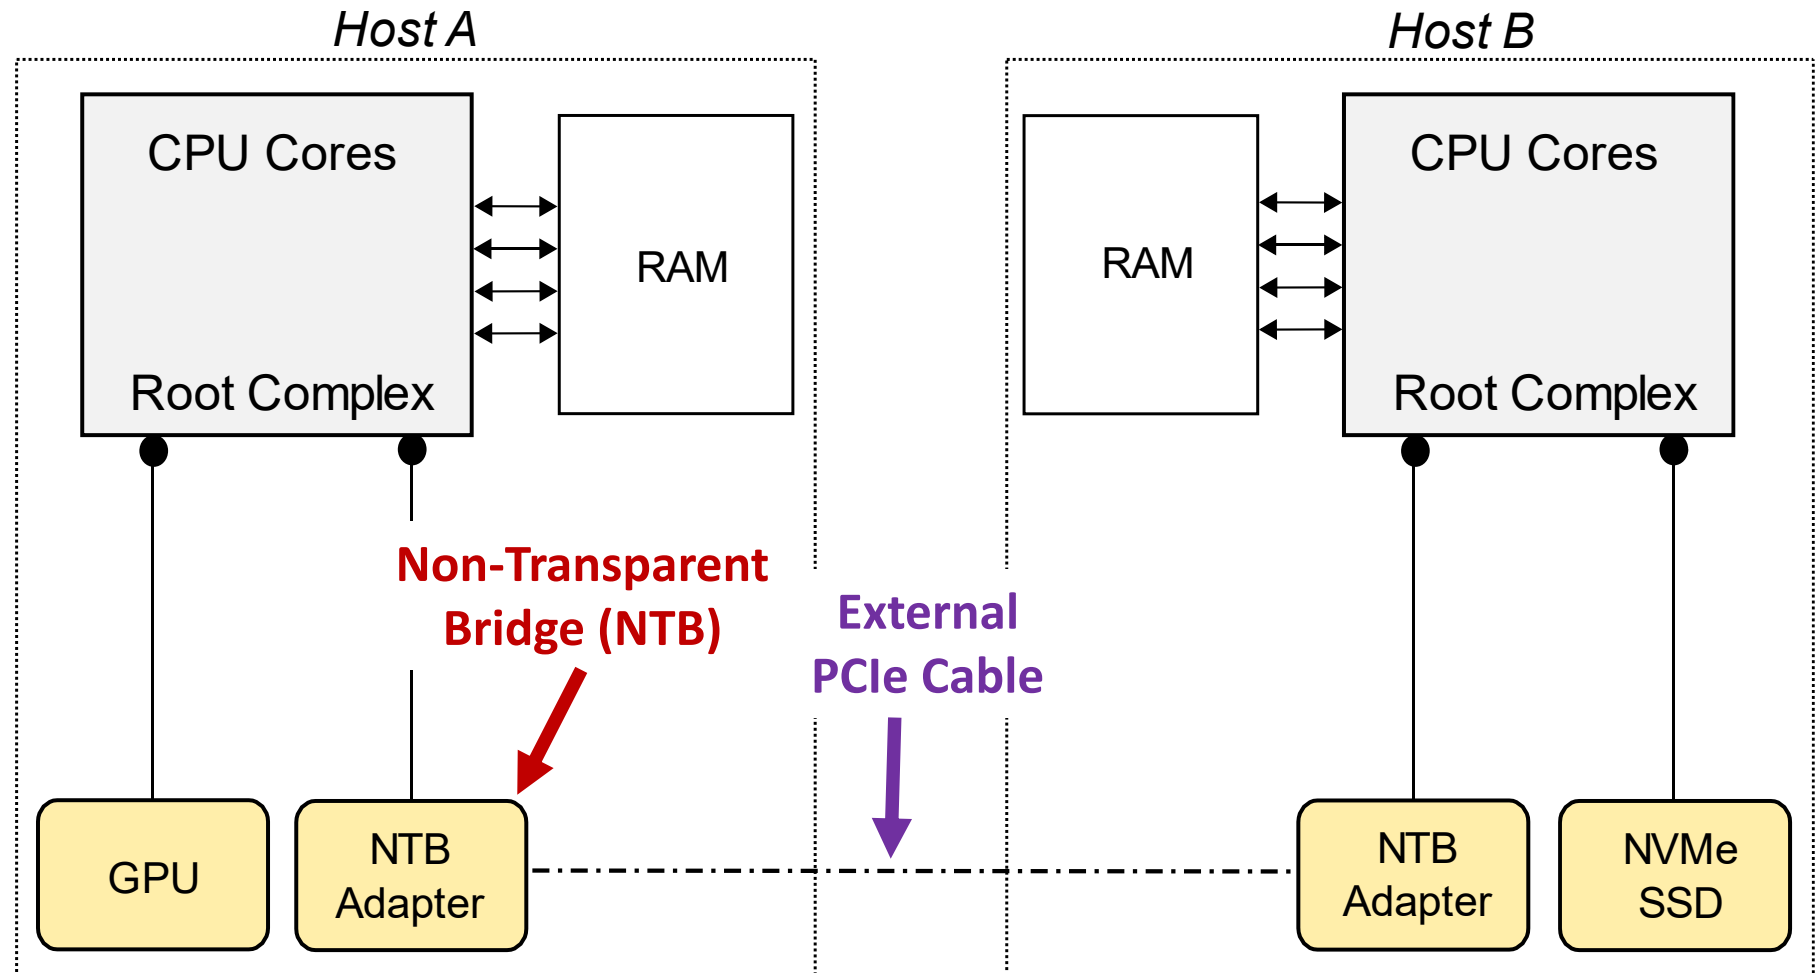 Host A
Host B
CPU Cores
RAM
Root Complex
RAM
CPU Cores
Root Complex
Non-Transparent
Bridge (NTB)
External
PCIe Cable
GPU
NTB
Adapter
NTB
Adapter
NVMe
SSD